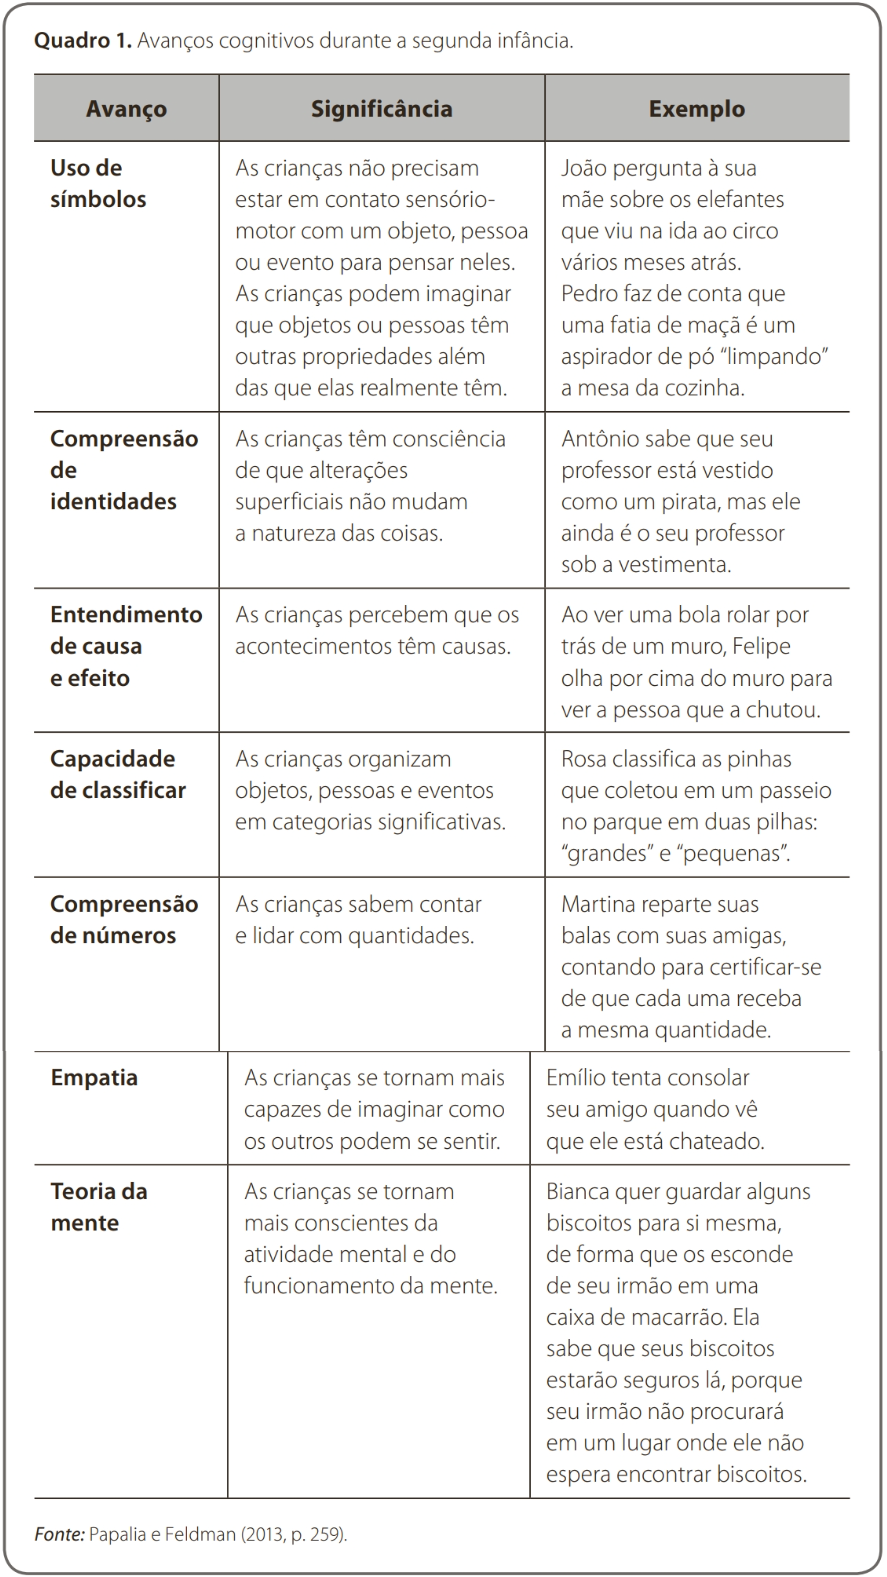 Quadro 1. Avanços cognitivos durante a segunda infância.
Avanço
Significância
Exemplo
Uso de
símbolos
As crianças não precisam
estar em contato sensório-
motor com um objeto, pessoa
ou evento para pensar neles.
As crianças podem imaginar
que objetos ou pessoas têm
outras propriedades além
das que elas realmente têm.
João pergunta à sua
mãe sobre os elefantes
que viu na ida ao circo
vários meses atrás.
Pedro faz de conta que
uma fatia de maçã é um
aspirador de pó “limpando”
a mesa da cozinha.
Compreensão
de
identidades
As crianças têm consciência
de que alterações
superficiais não mudam
a natureza das coisas.
Antônio sabe que seu
professor está vestido
como um pirata, mas ele
ainda é o seu professor
sob a vestimenta.
Entendimento
de causa
e efeito
As crianças percebem que os
acontecimentos têm causas.
Ao ver uma bola rolar por
trás de um muro, Felipe
olha por cima do muro para
ver a pessoa que a chutou.
Capacidade
de classificar
As crianças organizam
objetos, pessoas e eventos
em categorias significativas.
Rosa classifica as pinhas
que coletou em um passeio
no parque em duas pilhas:
“grandes” e “pequenas”.
Compreensão
de números
As crianças sabem contar
e lidar com quantidades.
Martina reparte suas
balas com suas amigas,
contando para certificar-se
de que cada uma receba
a mesma quantidade.
Empatia
As crianças se tornam mais
capazes de imaginar como
os outros podem se sentir.
Emílio tenta consolar
seu amigo quando vê
que ele está chateado.
Teoria da
mente
As crianças se tornam
mais conscientes da
atividade mental e do
funcionamento da mente.
Bianca quer guardar alguns
biscoitos para si mesma,
de forma que os esconde
de seu irmão em uma
caixa de macarrão. Ela
sabe que seus biscoitos
estarão seguros lá, porque
seu irmão não procurará
em um lugar onde ele não
espera encontrar biscoitos.
Fonte: Papalia e Feldman (2013, p. 259).